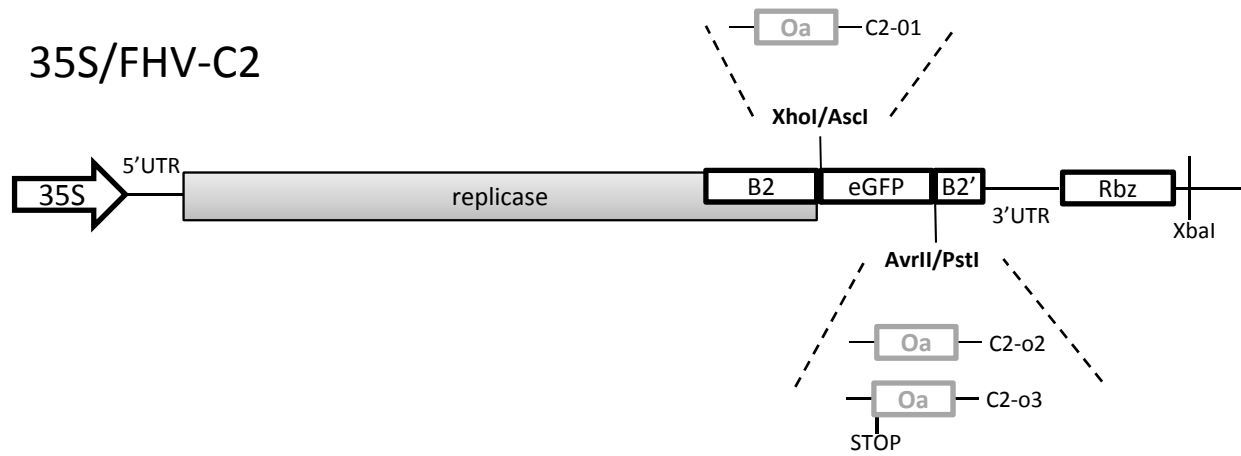 Oa C2-01
35S/FHV-C2
XhoI/AscI
5'UTR
35S replicase B2 eGFP B2' Rbz
3'UTR
XbaI
AvrII/PstI
Oa C2-o2
Oa C2-o3
STOP